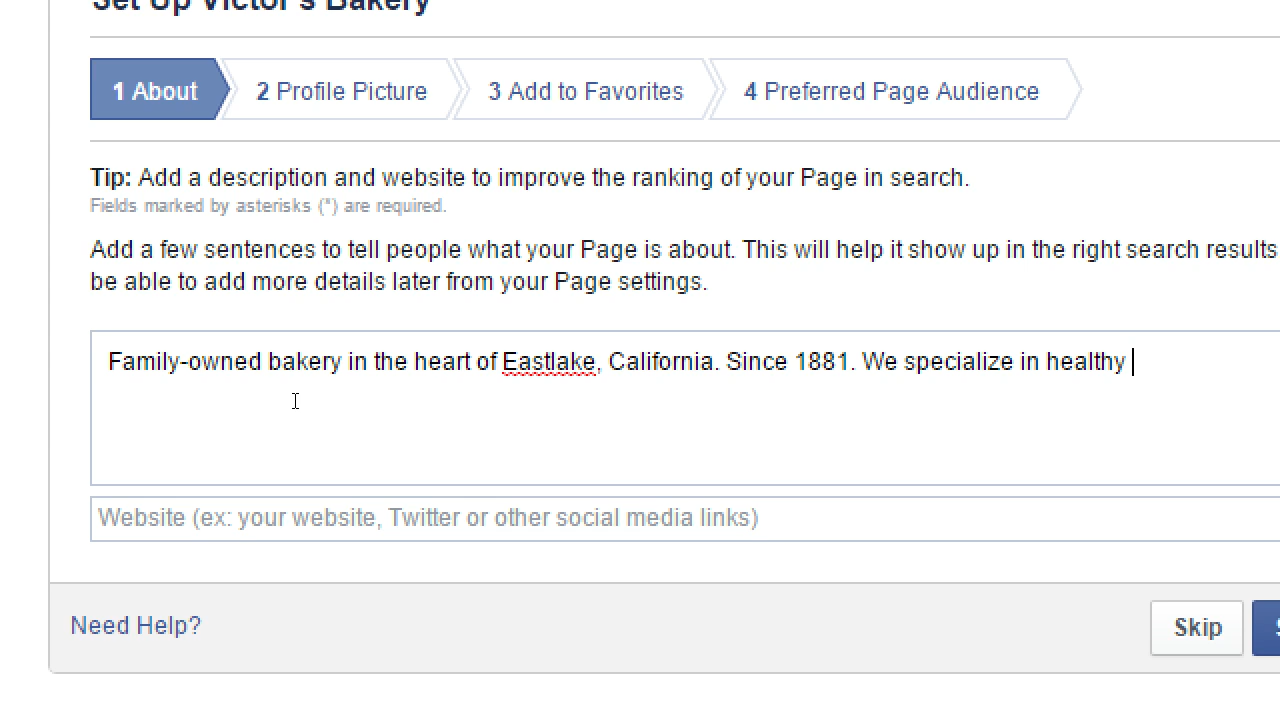 Set Up Victor's Bakery
1 About
2 Profile Picture
3 Add to Favorites
4 Preferred Page Audience
Tip: Add a description and website to improve the ranking of your Page in search.
Fields marked by asterisks (*) are required.
Add a few sentences to tell people what your Page is about. This will help it show up in the right search results
be able to add more details later from your Page settings.
Family-owned bakery in the heart of Eastlake, California. Since 1881. We specialize in healthy
Website (ex: your website, Twitter or other social media links)
Need Help?
Skip